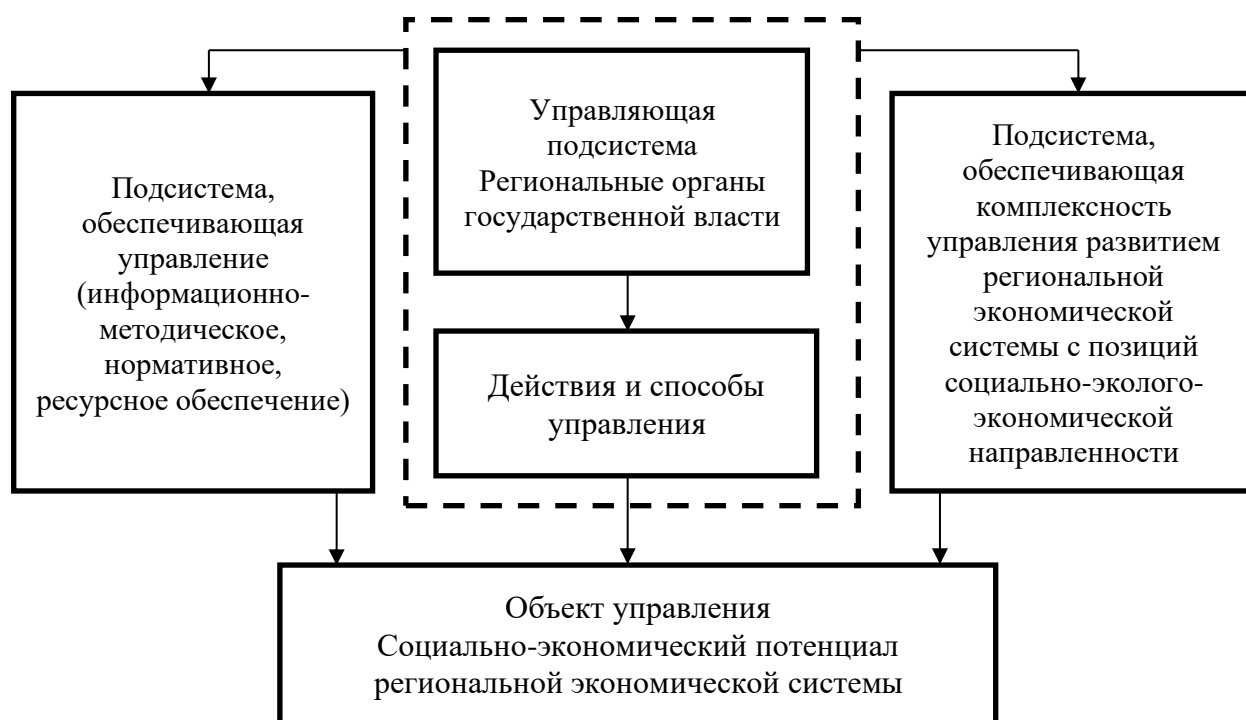 Управляющая
подсистема
Региональные органы
государственной власти
Подсистема,
обеспечивающая
управление
(информационно-
методическое,
нормативное,
ресурсное обеспечение)
Действия и способы
управления
Подсистема,
обеспечивающая
комплексность
управления развитием
региональной
экономической
системы с позиций
социально-эколого-
экономической
направленности
Объект управления
Социально-экономический потенциал
региональной экономической системы